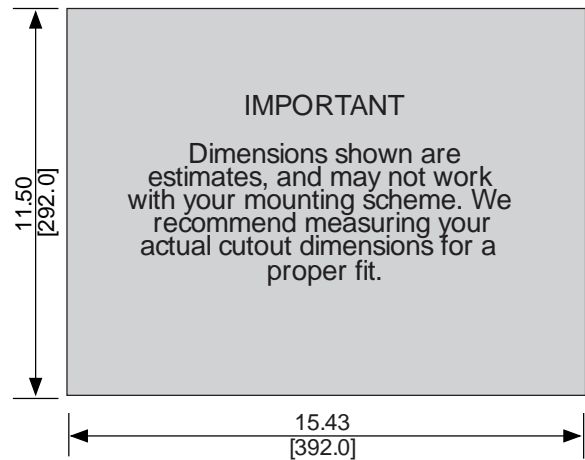 IMPORTANT
Dimensions shown are
estimates, and may not work
with your mounting scheme. We
recommend measuring your
actual cutout dimensions for a
proper fit.
11.50
[292.0]
15.43
[392.0]